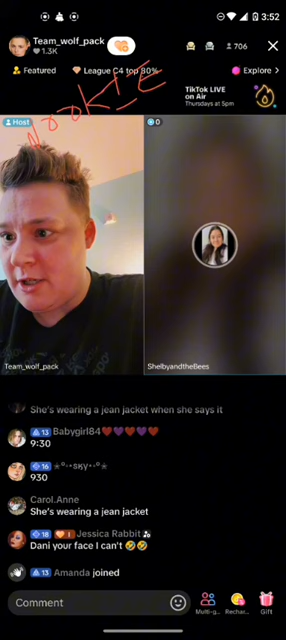 3:52
Team_wolf_pack
1.3K
706
Featured
League C4 top 80%
Explore >
TikTok LIVE
on Air
Thursdays at 5pm
NOOKIE
Host
0
Team_wolf_pack
ShelbyandtheBees
She's wearing a jean jacket when she says it
13 Babygirl84❤️💜❤️💜❤️
9:30
16
930
Carol.Anne
She's wearing a jean jacket
18 Jessica Rabbit
Dani your face I can't 🤣🤣
13 Amanda joined
Comment
Multi-g...
Rechar...
Gift